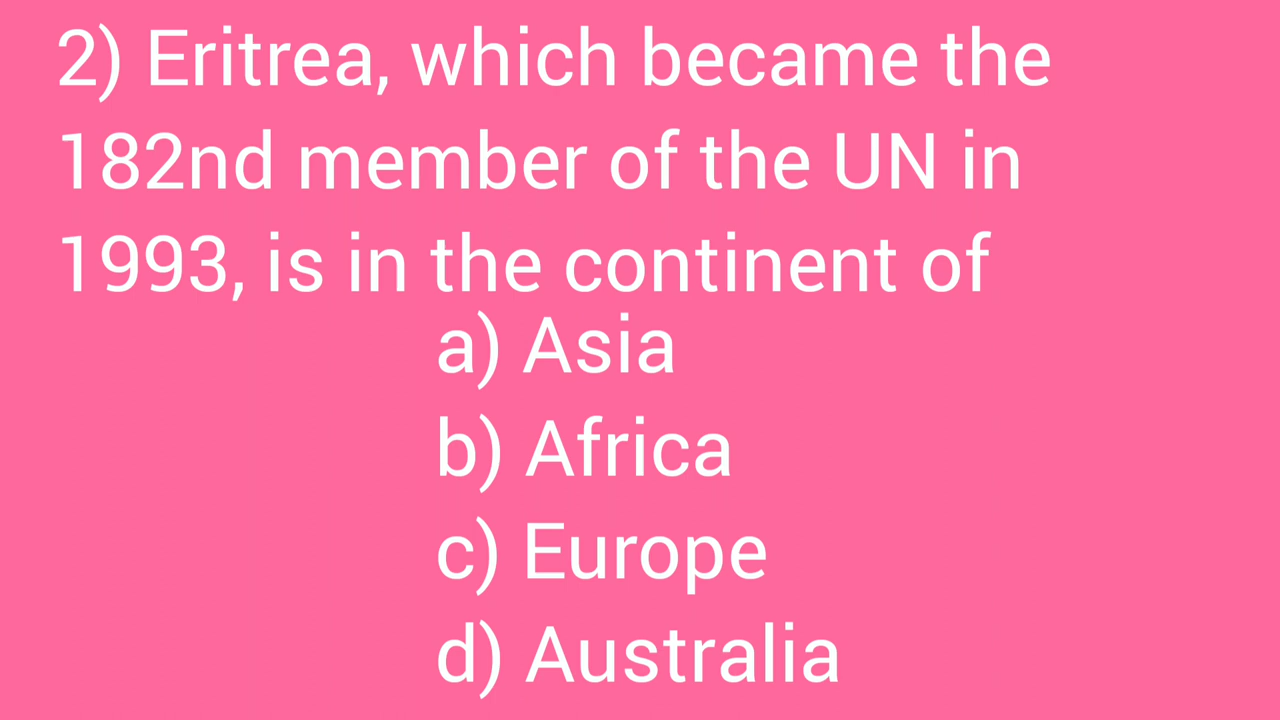 2) Eritrea, which became the
182nd member of the UN in
1993, is in the continent of
a) Asia
b) Africa
c) Europe
d) Australia